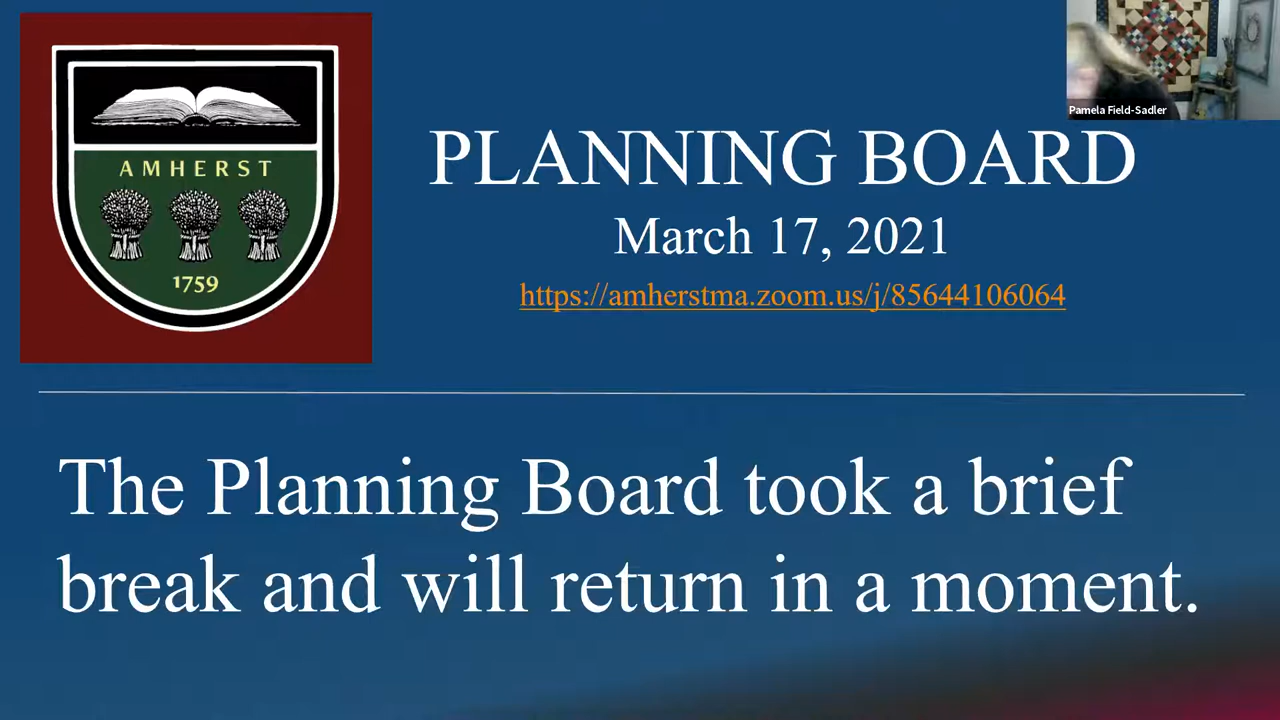 AMHERST
1759
PLANNING BOARD
March 17, 2021
https://amherstma.zoom.us/j/85644106064
Pamela Field-Sadler
The Planning Board took a brief
break and will return in a moment.